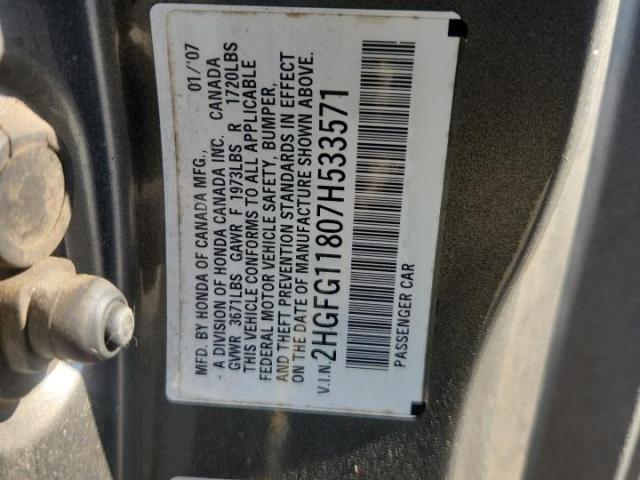 MFD. BY HONDA OF CANADA MFG., 01/'07
- A DIVISION OF HONDA CANADA INC. CANADA
GVWR 3671LBS GAWR F 1973LBS R 1720LBS
THIS VEHICLE CONFORMS TO ALL APPLICABLE
FEDERAL MOTOR VEHICLE SAFETY, BUMPER,
AND THEFT PREVENTION STANDARDS IN EFFECT
ON THE DATE OF MANUFACTURE SHOWN ABOVE.
V.I.N. 2HGFG11807H533571
PASSENGER CAR